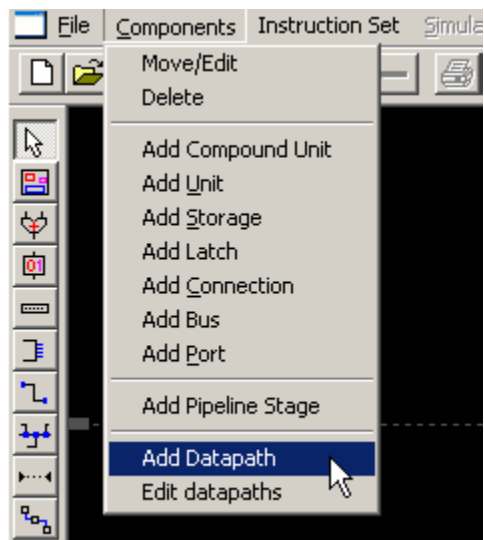 File Components Instruction Set Simula
Move/Edit
Delete
Add Compound Unit
Add Unit
Add Storage
Add Latch
Add Connection
Add Bus
Add Port
01
Add Pipeline Stage
Add Datapath
Edit datapaths